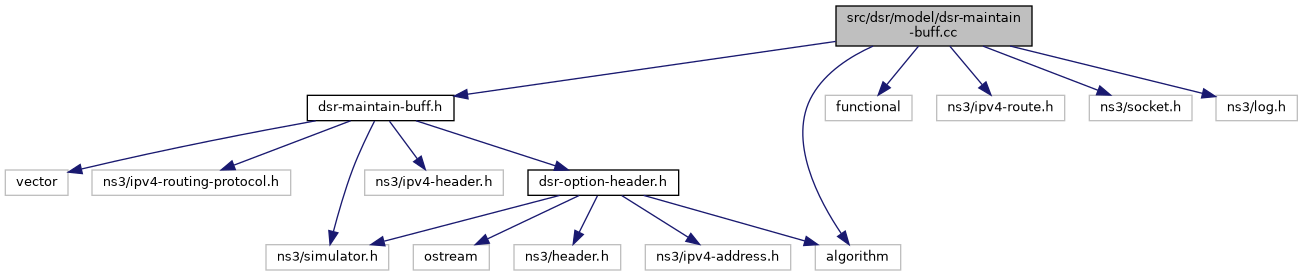 src/dsr/model/dsr-maintain
-buff.cc
dsr-maintain-buff.h
functional
ns3/ipv4-route.h
ns3/socket.h
ns3/log.h
vector
ns3/ipv4-routing-protocol.h
ns3/ipv4-header.h
dsr-option-header.h
ns3/simulator.h
ostream
ns3/header.h
ns3/ipv4-address.h
algorithm